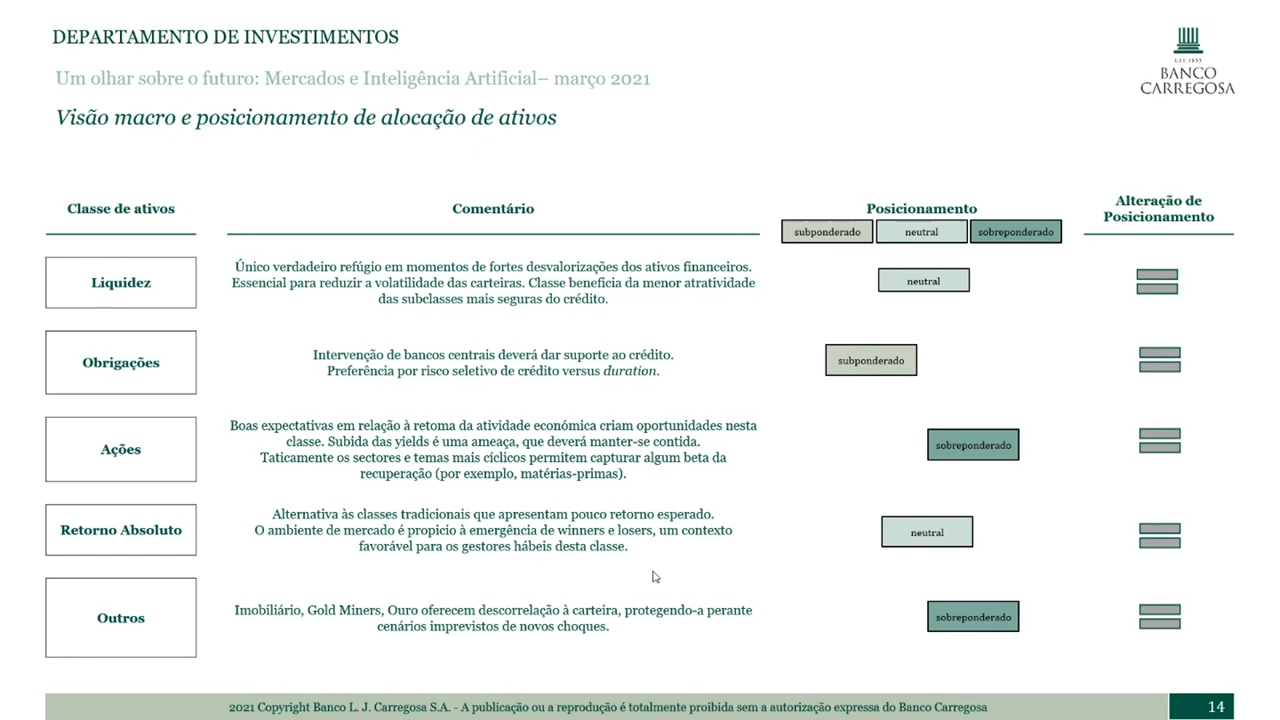 DEPARTAMENTO DE INVESTIMENTOS
Um olhar sobre o futuro: Mercados e Inteligência Artificial– março 2021
Visão macro e posicionamento de alocação de ativos
EST. 1833
BANCO
CARREGOSA
Classe de ativos
Comentário
Posicionamento
Alteração de
Posicionamento
subponderado
neutral
sobreponderado
Liquidez
Único verdadeiro refúgio em momentos de fortes desvalorizações dos ativos financeiros.
Essencial para reduzir a volatilidade das carteiras. Classe beneficia da menor atratividade
das subclasses mais seguras do crédito.
neutral
Obrigações
Intervenção de bancos centrais deverá dar suporte ao crédito.
Preferência por risco seletivo de crédito versus duration.
subponderado
Ações
Boas expectativas em relação à retoma da atividade económica criam oportunidades nesta
classe. Subida das yields é uma ameaça, que deverá manter-se contida.
Taticamente os sectores e temas mais cíclicos permitem capturar algum beta da
recuperação (por exemplo, matérias-primas).
sobreponderado
Retorno Absoluto
Alternativa às classes tradicionais que apresentam pouco retorno esperado.
O ambiente de mercado é propicio à emergência de winners e losers, um contexto
favorável para os gestores hábeis desta classe.
neutral
Outros
Imobiliário, Gold Miners, Ouro oferecem descorrelação à carteira, protegendo-a perante
cenários imprevistos de novos choques.
sobreponderado
2021 Copyright Banco L. J. Carregosa S.A. - A publicação ou a reprodução é totalmente proibida sem a autorização expressa do Banco Carregosa
14